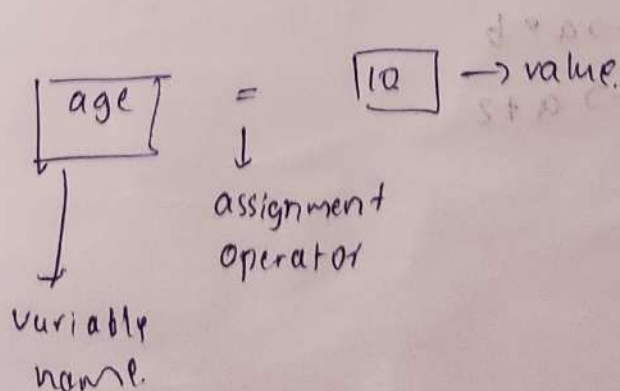 age = 10 → value.
assignment
operator
variable
name.